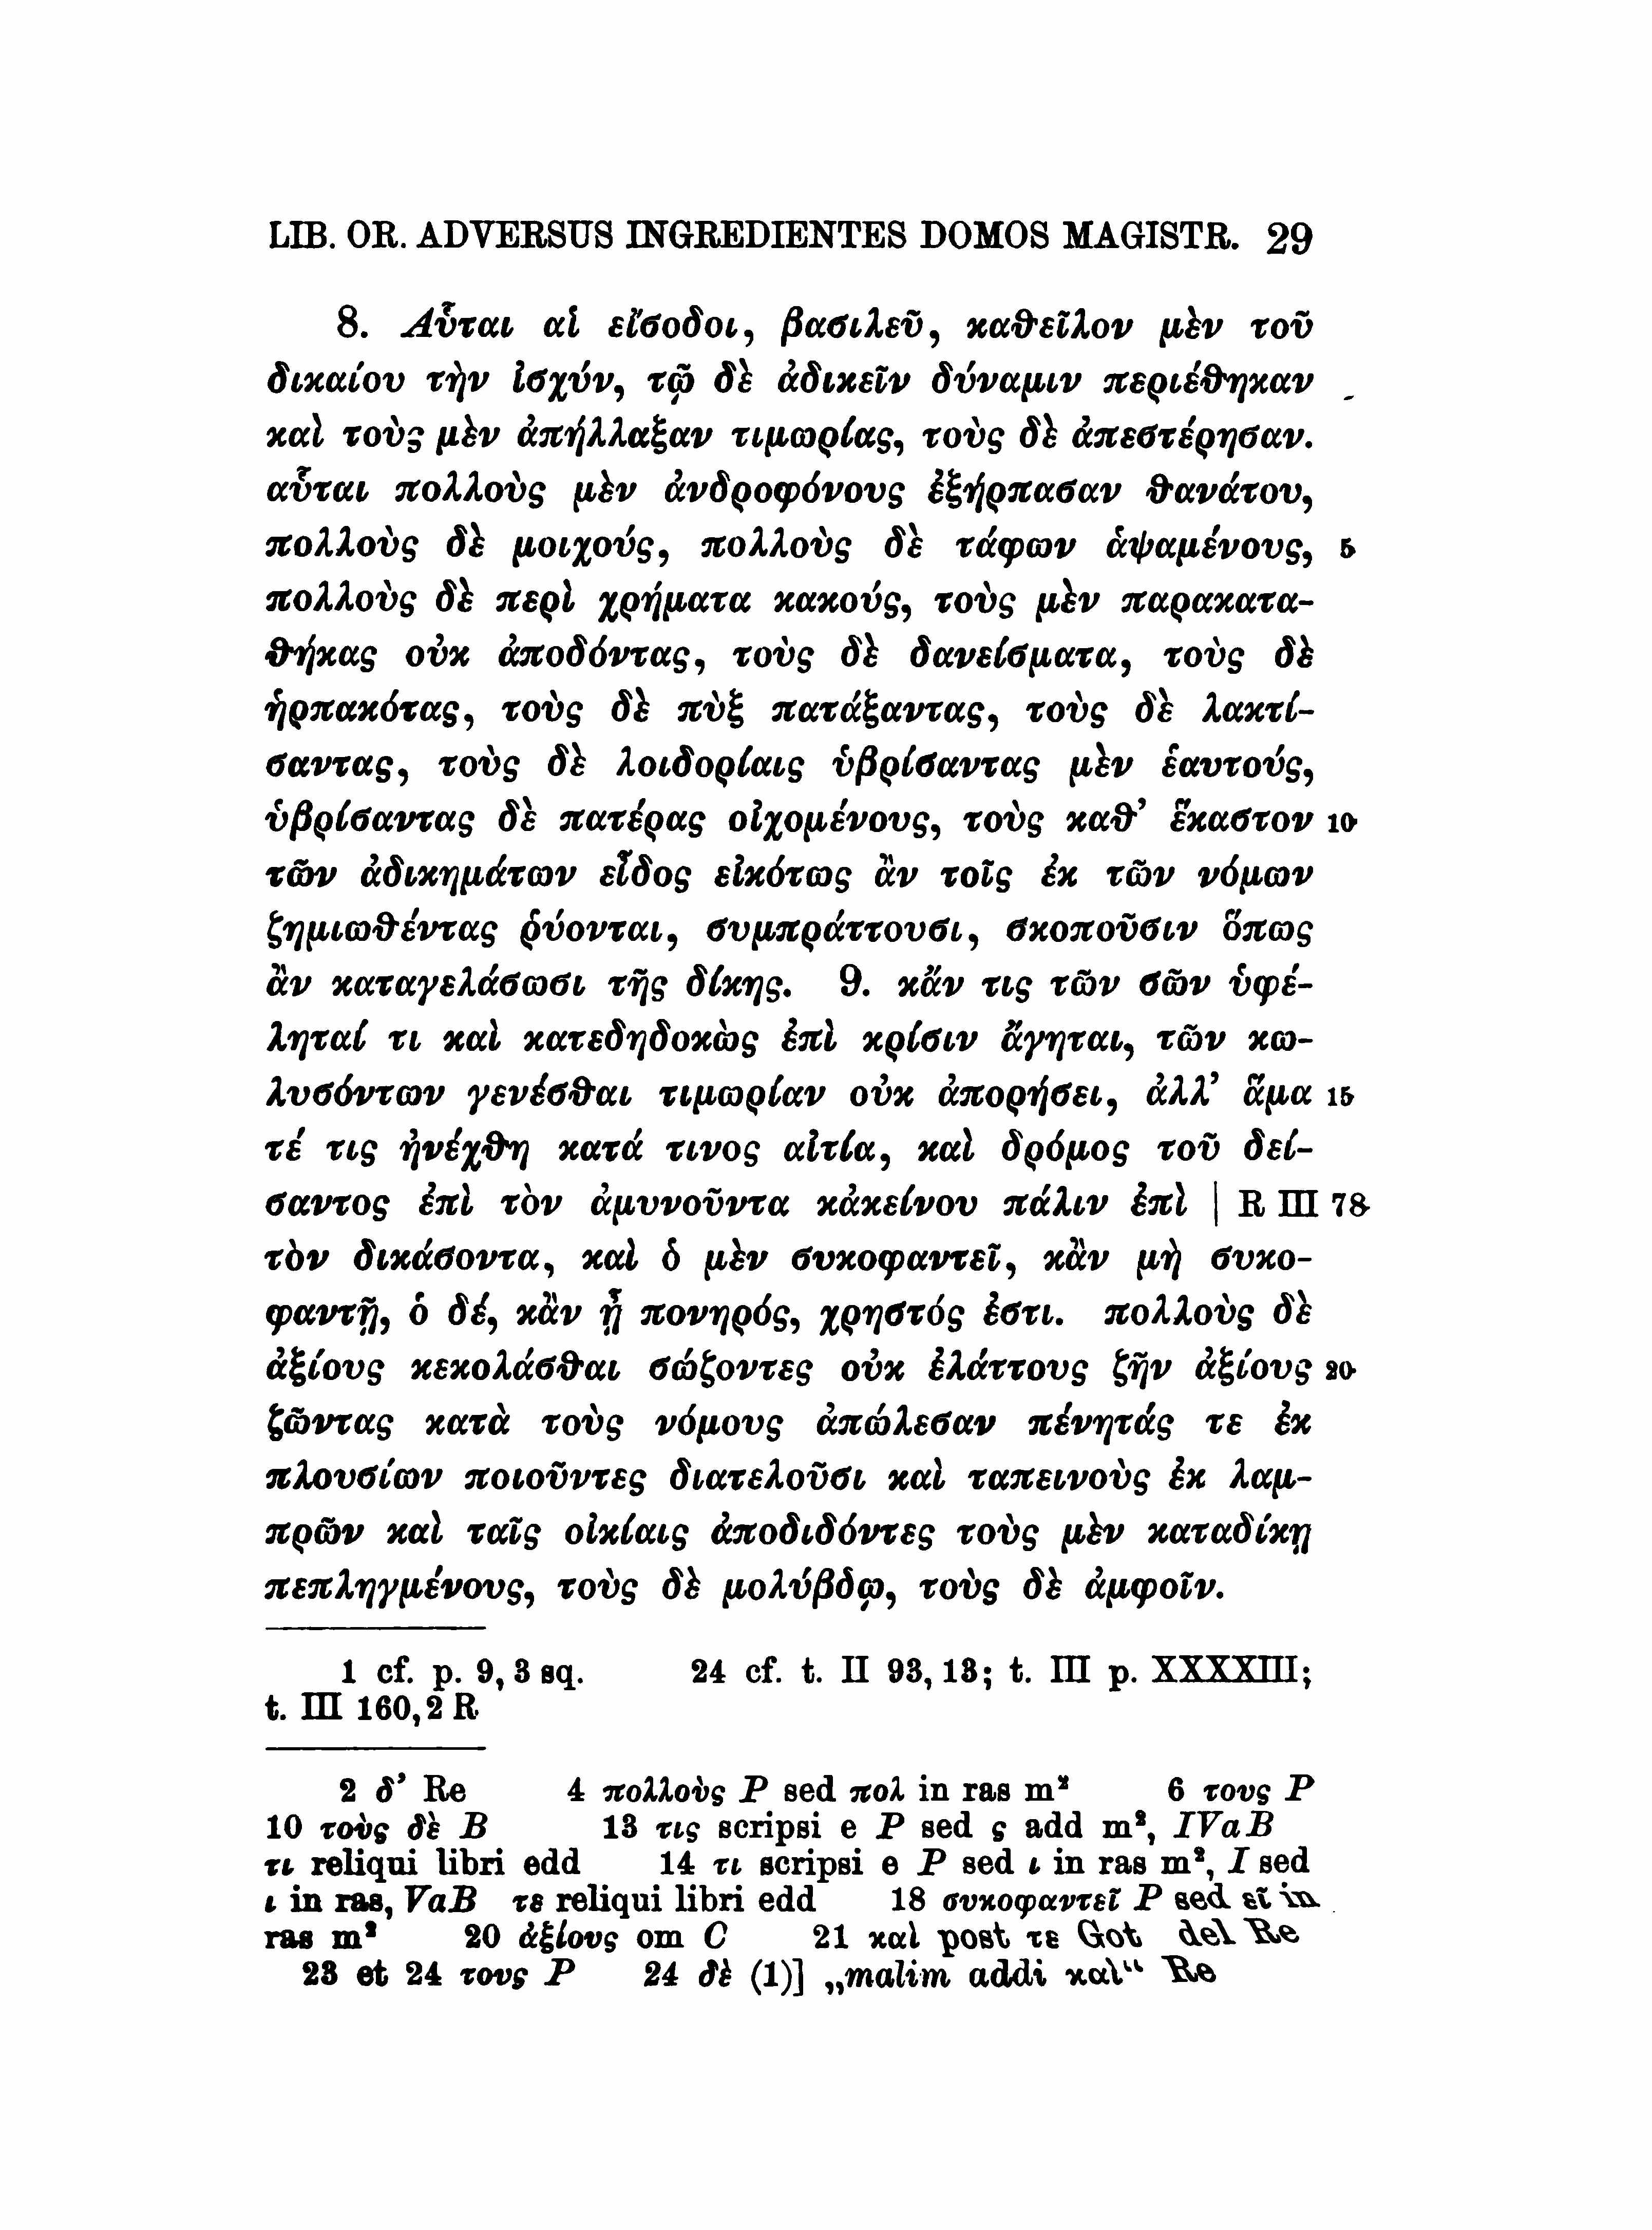 LIB. OR. ADVERSUS INGREDIENTES DOMOS MAGISTR. 29
8. Αὗται αἱ εἴσοδοι, βασιλεῦ, καθεῖλον μὲν τοῦ
δικαίου τὴν ἰσχύν, τῷ δὲ ἀδικεῖν δύναμιν περιέθηκαν
καὶ τοὺς μὲν ἀπήλλαξαν τιμωρίας, τοὺς δὲ ἀπεστέρησαν.
αὗται πολλοὺς μὲν ἀνδροφόνους ἐξήρπασαν θανάτου,
πολλοὺς δὲ μοιχούς, πολλοὺς δὲ τάφων ἁψαμένους, 5
πολλοὺς δὲ περὶ χρήματα κακούς, τοὺς μὲν παρακατα-
θήκας οὐκ ἀποδόντας, τοὺς δὲ δανείσματα, τοὺς δὲ
ἡρπακότας, τοὺς δὲ πὺξ πατάξαντας, τοὺς δὲ λακτί-
σαντας, τοὺς δὲ λοιδορίαις ὑβρίσαντας μὲν ἑαυτούς,
ὑβρίσαντας δὲ πατέρας οἰχομένους, τοὺς καθ’ ἕκαστον 10
τῶν ἀδικημάτων εἶδος εἰκότως ἂν τοῖς ἐκ τῶν νόμων
ζημιωθέντας ῥύονται, συμπράττουσι, σκοποῦσιν ὅπως
ἂν καταγελάσωσι τῆς δίκης. 9. κἄν τις τῶν σῶν ὑφέ-
ληταί τι καὶ κατεδηδοκὼς ἐπὶ κρίσιν ἄγηται, τῶν κω-
λυσόντων γενέσθαι τιμωρίαν οὐκ ἀπορήσει, ἀλλ’ ἅμα 15
τέ τις ἠνέχθη κατά τινος αἰτία, καὶ δρόμος τοῦ δεί-
σαντος ἐπὶ τὸν ἀμυνοῦντα κἀκείνου πάλιν ἐπὶ | R III 78
τὸν δικάσοντα, καὶ ὁ μὲν συκοφαντεῖ, κἂν μὴ συκο-
φαντῇ, ὁ δέ, κἂν ᾖ πονηρός, χρηστός ἐστι. πολλοὺς δὲ
ἀξίους κεκολάσθαι σώζοντες οὐκ ἐλάττους ζῆν ἀξίους 20
ζῶντας κατὰ τοὺς νόμους ἀπώλεσαν πένητάς τε ἐκ
πλουσίων ποιοῦντες διατελοῦσι καὶ ταπεινοὺς ἐκ λαμ-
πρῶν καὶ ταῖς οἰκίαις ἀποδιδόντες τοὺς μὲν καταδίκῃ
πεπληγμένους, τοὺς δὲ μολύβδῳ, τοὺς δὲ ἀμφοῖν.
1 cf. p. 9, 3 sq. 24 cf. t. II 93, 13; t. III p. XXXXIII;
t. III 160, 2 R
2 δ’ Re 4 πολλοὺς P sed πολ in ras m² 6 τους P
10 τοὺς δὲ B 13 τις scripsi e P sed ς add m², IVaB
τι reliqui libri edd 14 τι scripsi e P sed ι in ras m², I sed
ι in ras, VaB τε reliqui libri edd 18 συκοφαντεῖ P sed εῖ in
ras m² 20 ἀξίους om C 21 καὶ post τε Got del Re
23 et 24 τους P 24 δὲ (1)] „malim addi καὶ“ Re